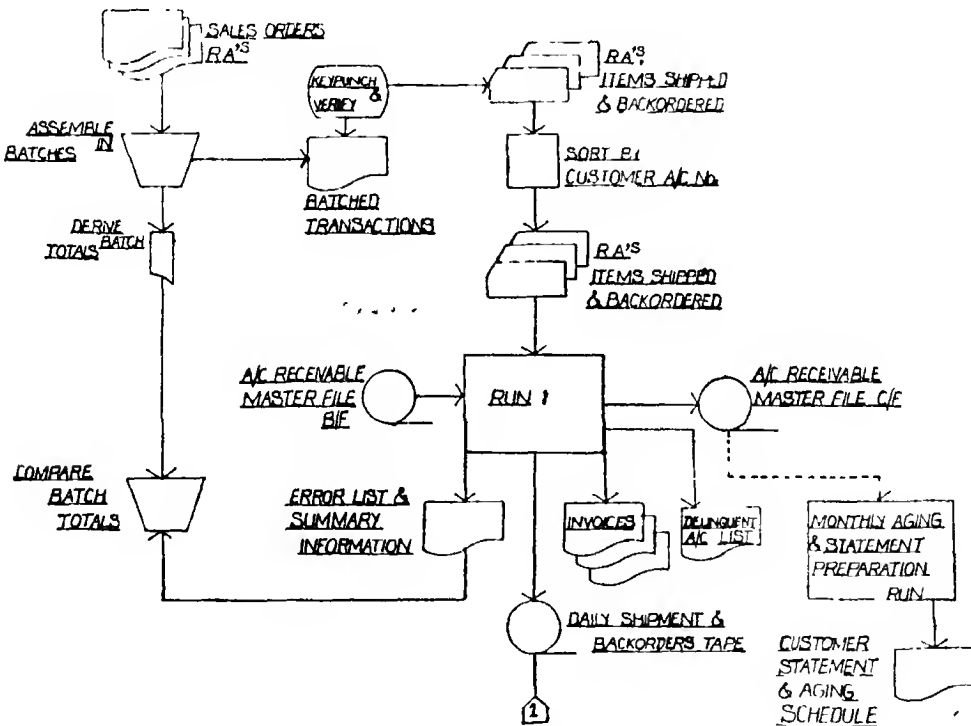 SALES ORDERS
RA'S
KEYPUNCH
&
VERIFY
RA'S
ITEMS SHIPPED
& BACKORDERED
ASSEMBLE
IN
BATCHES
SORT BY
CUSTOMER A/C No.
BATCHED
TRANSACTIONS
DERIVE
BATCH
TOTALS
RA'S
ITEMS SHIPPED
& BACKORDERED
A/C RECEIVABLE
MASTER FILE
B/F
RUN 1
A/C RECEIVABLE
MASTER FILE C/F
COMPARE
BATCH
TOTALS
ERROR LIST &
SUMMARY
INFORMATION
INVOICES
DELINQUENT
A/C LIST
MONTHLY AGING
& STATEMENT
PREPARATION
RUN
DAILY SHIPMENT &
BACKORDERS TAPE
CUSTOMER
STATEMENT
& AGING
SCHEDULE
1